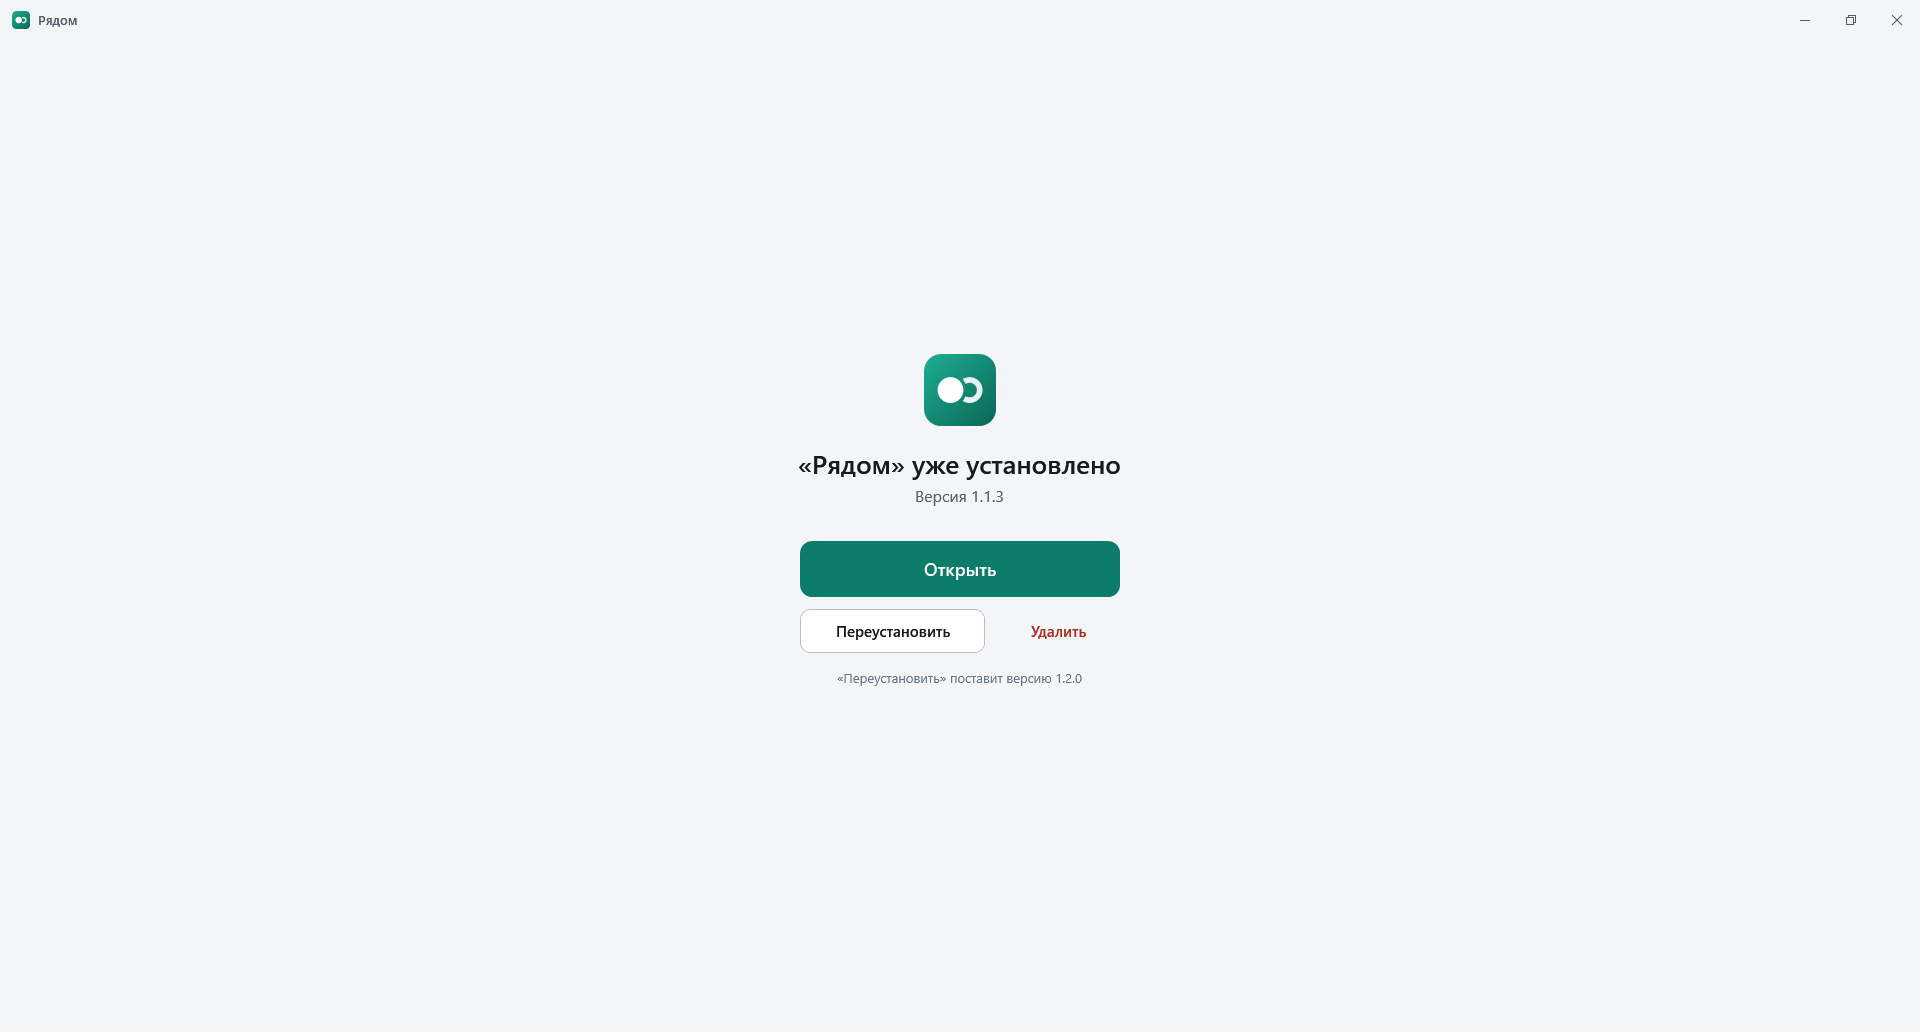 Рядом
«Рядом» уже установлено
Версия 1.1.3
Открыть
Переустановить
Удалить
«Переустановить» поставит версию 1.2.0